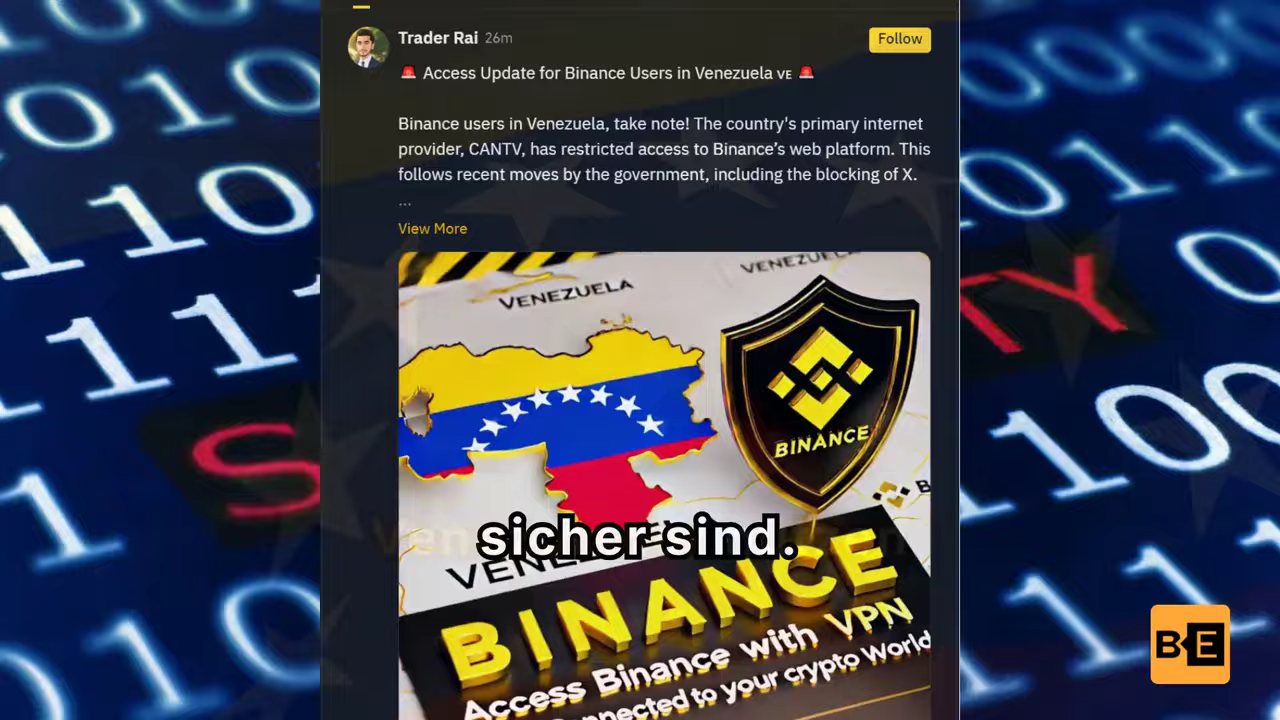 Trader Rai 26m
Follow
🚨 Access Update for Binance Users in Venezuela VE 🚨
Binance users in Venezuela, take note! The country's primary internet
provider, CANTV, has restricted access to Binance’s web platform. This
follows recent moves by the government, including the blocking of X.
...
View More
VENEZUELA
VENEZUELA
BINANCE
sicher sind.
BINANCE
Access Binance with VPN
to your crypto World
TY
S
BE